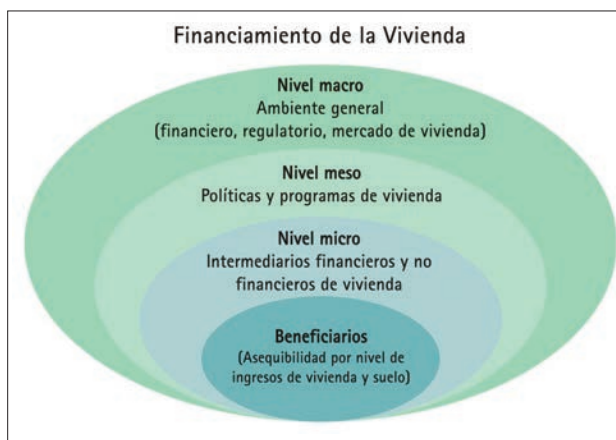 Financiamiento de la Vivienda
Nivel macro
Ambiente general
(financiero, regulatorio, mercado de vivienda)
Nivel meso
Políticas y programas de vivienda
Nivel micro
Intermediarios financieros y no
financieros de vivienda
Beneficiarios
(Asequibilidad por nivel de
ingresos de vivienda y suelo)